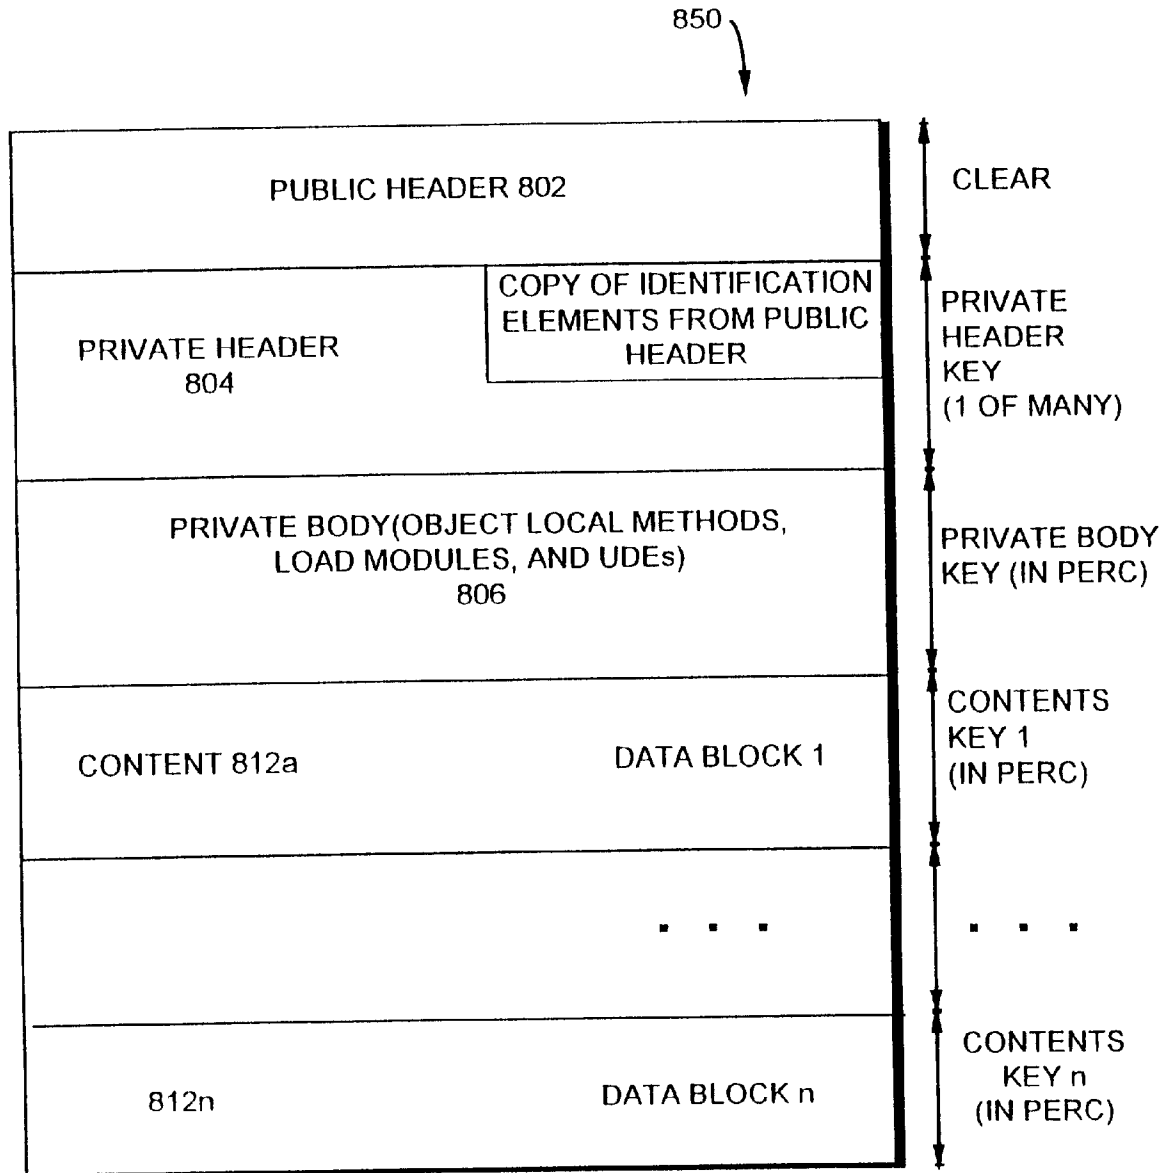 850
PUBLIC HEADER 802
CLEAR
PRIVATE HEADER
804
COPY OF IDENTIFICATION
ELEMENTS FROM PUBLIC
HEADER
PRIVATE
HEADER
KEY
(1 OF MANY)
PRIVATE BODY(OBJECT LOCAL METHODS,
LOAD MODULES, AND UDEs)
806
PRIVATE BODY
KEY (IN PERC)
CONTENT 812a
DATA BLOCK 1
CONTENTS
KEY 1
(IN PERC)
. . .
. . .
812n
DATA BLOCK n
CONTENTS
KEY n
(IN PERC)